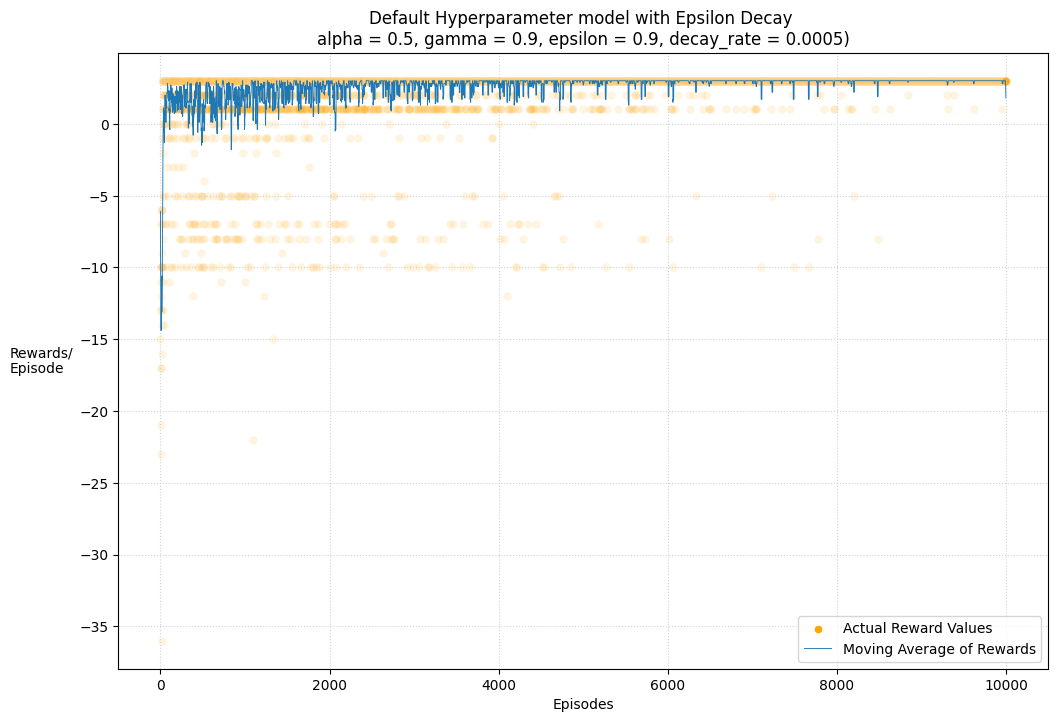 Default Hyperparameter model with Epsilon Decay
alpha = 0.5, gamma = 0.9, epsilon = 0.9, decay_rate = 0.0005)
0
−5
−10
−15
Rewards/
Episode
−20
−25
−30
−35
Actual Reward Values
Moving Average of Rewards
0 2000 4000 6000 8000 10000
Episodes